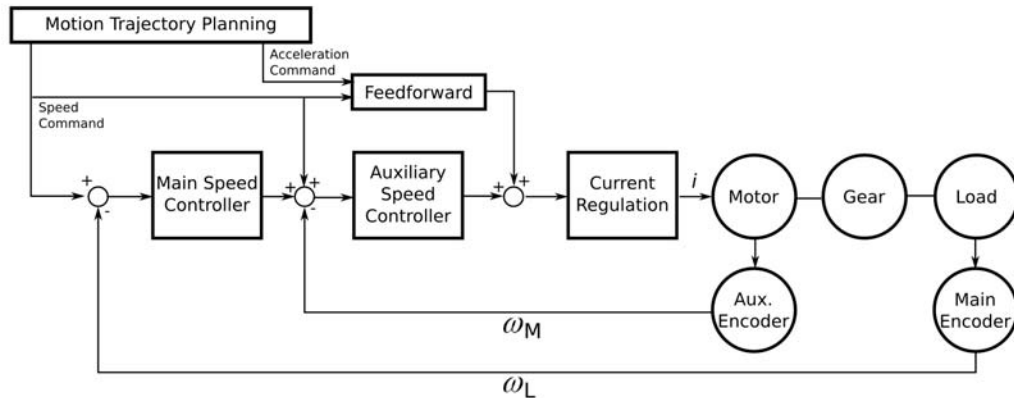 Motion Trajectory Planning
Acceleration
Command
Feedforward
Speed
Command
+
-
Main Speed
Controller
+
+
-
Auxiliary
Speed
Controller
+
+
Current
Regulation
i
Motor
Gear
Load
Aux.
Encoder
Main
Encoder
ωM
ωL